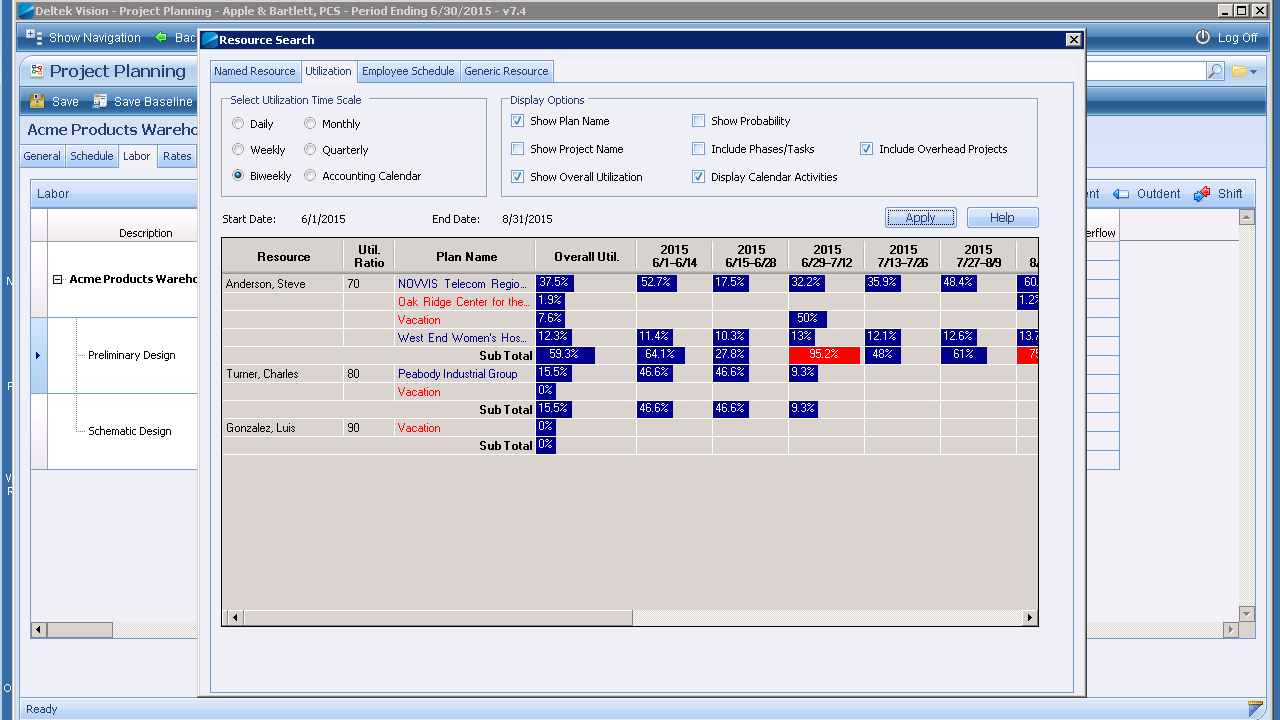 Deltek Vision - Project Planning - Apple & Bartlett, PCS - Period Ending 6/30/2015 - v7.4
Show Navigation Bac Log Off
Resource Search
Project Planning
Save Save Baseline
Acme Products Wareho
General Schedule Labor Rates
Labor
Description
Acme Products Wareho
Preliminary Design
Schematic Design
Named Resource Utilization Employee Schedule Generic Resource
Select Utilization Time Scale Display Options
Daily Monthly Show Plan Name Show Probability
Weekly Quarterly Show Project Name Include Phases/Tasks Include Overhead Projects
Biweekly Accounting Calendar Show Overall Utilization Display Calendar Activities
Start Date: 6/1/2015 End Date: 8/31/2015 Apply Help
nt Outdent Shift
erflow
Resource Util Ratio Plan Name Overall Util. 2015 6/1-6/14 2015 6/15-6/28 2015 6/29-7/12 2015 7/13-7/26 2015 7/27-8/9 8/
Anderson, Steve 70 NOVVIS Telecom Regio... 37.5% 52.7% 17.5% 32.2% 35.9% 48.4% 60.
Oak Ridge Center for the... 1.9% 1.2%
Vacation 7.6% 50%
West End Women's Hos... 12.3% 11.4% 10.3% 13% 12.1% 12.6% 13.7
Sub Total 59.3% 64.1% 27.8% 95.2% 48% 61% 75
Turner, Charles 80 Peabody Industrial Group 15.5% 46.6% 46.6% 9.3%
Vacation 0%
Sub Total 15.5% 46.6% 46.6% 9.3%
Gonzalez, Luis 90 Vacation 0%
Sub Total 0%
Ready